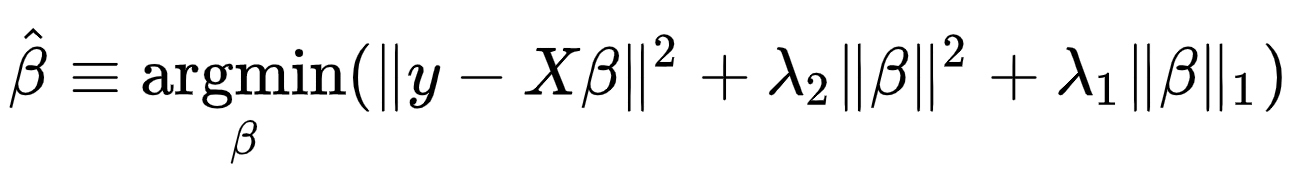 β̂ ≡ argmin(‖y − Xβ‖² + λ₂‖β‖² + λ₁‖β‖₁)
β